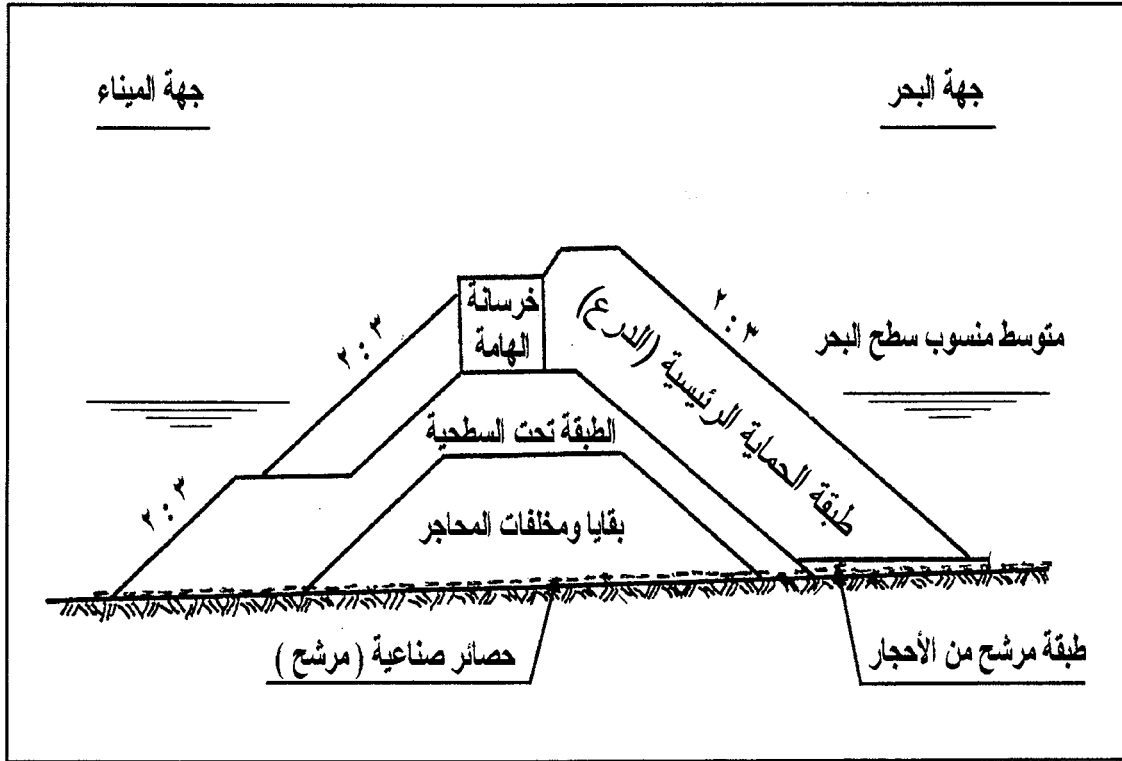 جهة البحر
جهة الميناء
خرسانة
الهامة
٢ : ٣
٢ : ٣
طبقة الحماية الرئيسية (الدرع)
متوسط منسوب سطح البحر
الطبقة تحت السطحية
٢ : ٣
بقايا ومخلفات المحاجر
طبقة مرشح من الأحجار
حصائر صناعية ( مرشح )